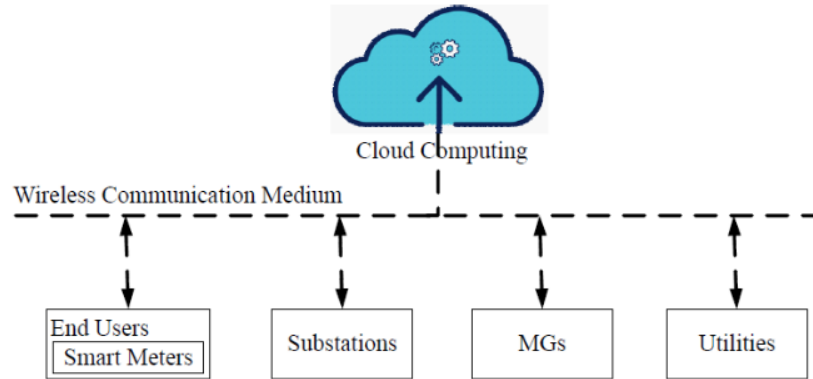 Cloud Computing
Wireless Communication Medium
End Users
Smart Meters
Substations
MGs
Utilities